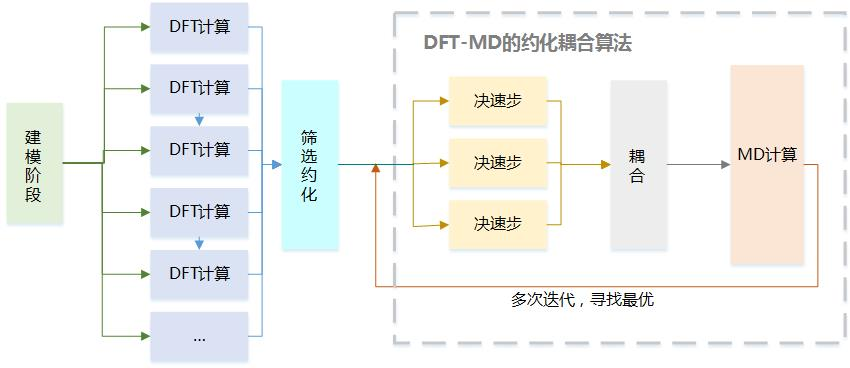 建模阶段
DFT计算
DFT计算
DFT计算
DFT计算
DFT计算
...
筛选约化
DFT-MD的约化耦合算法
决速步
决速步
决速步
耦合
MD计算
多次迭代，寻找最优